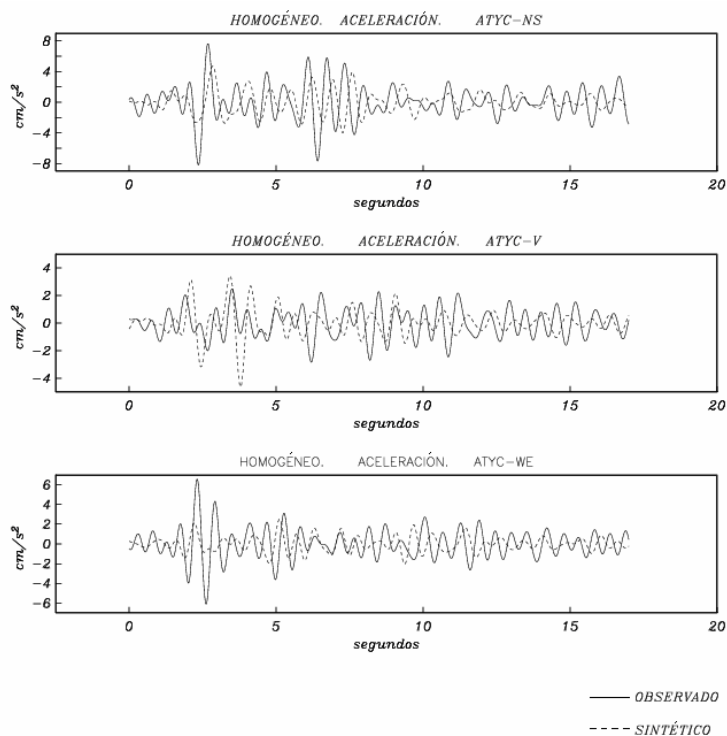 HOMOGÉNEO. ACELERACIÓN. ATYC-NS
8
4
0
-4
-8
cm/s²
0 5 10 15 20
segundos
HOMOGÉNEO. ACELERACIÓN. ATYC-V
4
2
0
-2
-4
cm/s²
0 5 10 15 20
segundos
HOMOGÉNEO. ACELERACIÓN. ATYC-WE
6
4
2
0
-2
-4
-6
cm/s²
0 5 10 15 20
segundos
OBSERVADO
SINTÉTICO